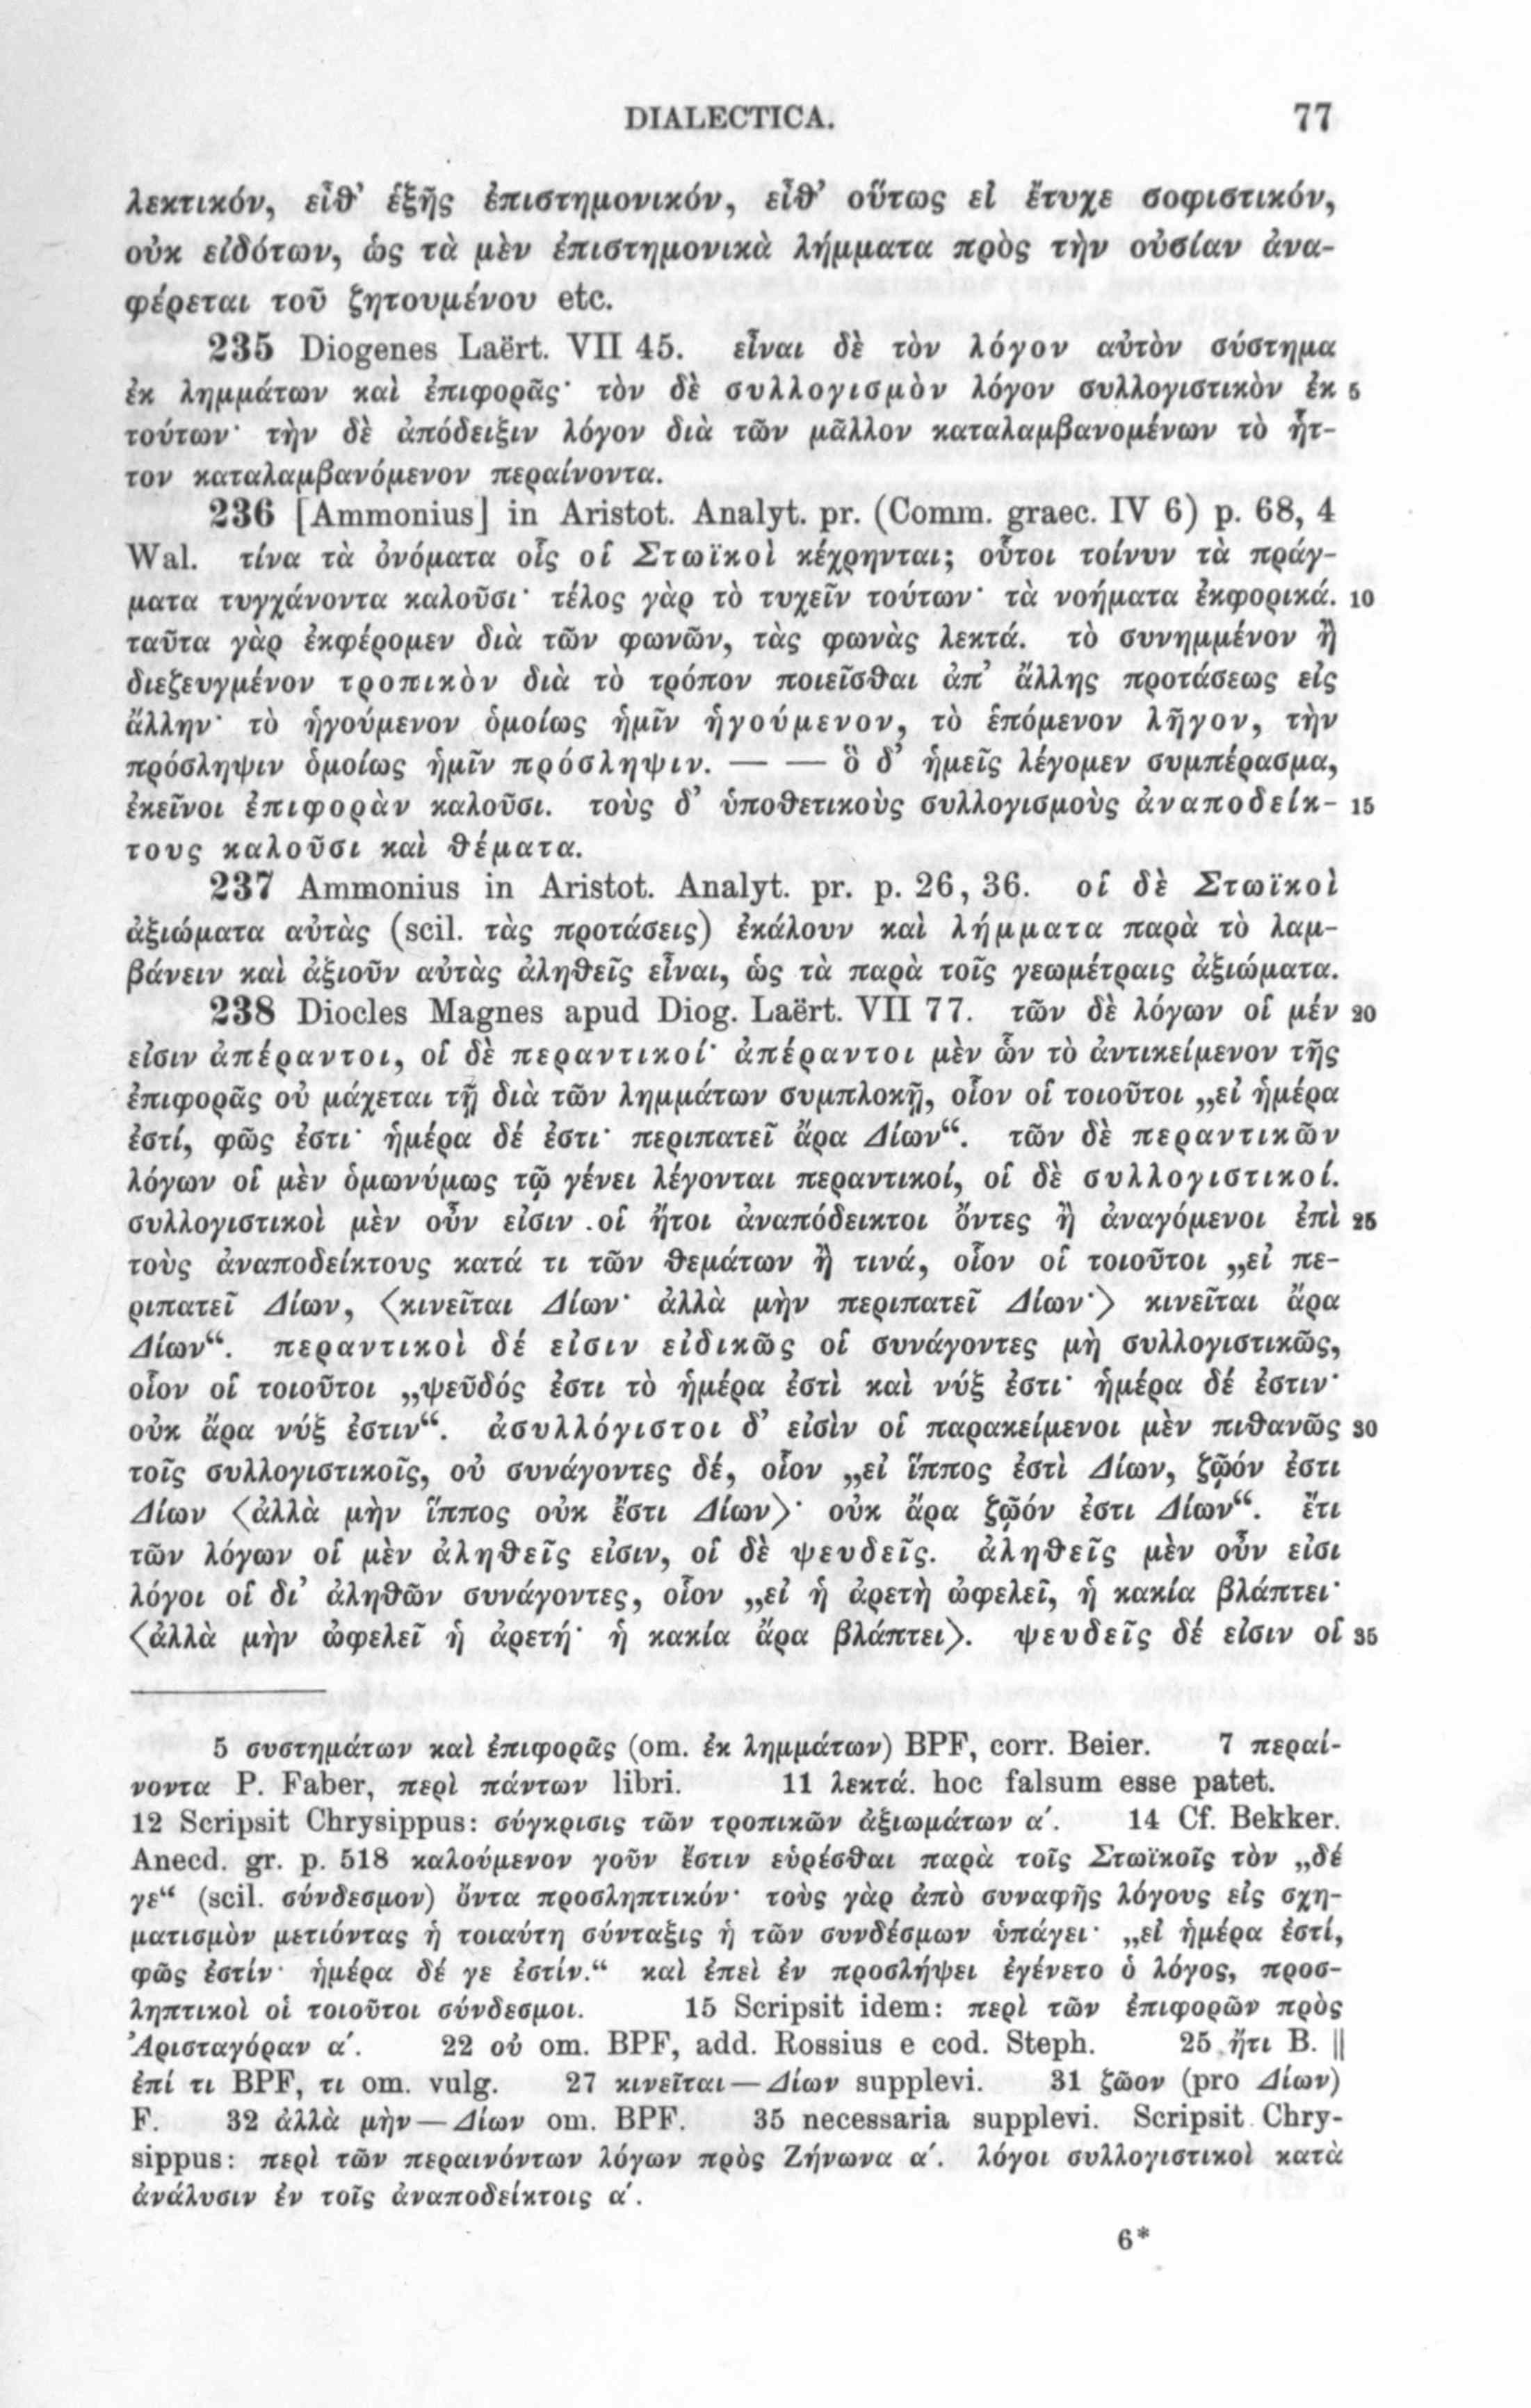 DIALECTICA. 77
λεκτικόν, εἶθ’ ἑξῆς ἐπιστημονικόν, εἶθ’ οὕτως εἰ ἔτυχε σοφιστικόν,
οὐκ εἰδότων, ὡς τὰ μὲν ἐπιστημονικὰ λήμματα πρὸς τὴν οὐσίαν ἀνα-
φέρεται τοῦ ζητουμένου etc.
235 Diogenes Laërt. VII 45. εἶναι δὲ τὸν λόγον αὐτὸν σύστημα
ἐκ λημμάτων καὶ ἐπιφορᾶς· τὸν δὲ συλλογισμὸν λόγον συλλογιστικὸν ἐκ 5
τούτων· τὴν δὲ ἀπόδειξιν λόγον διὰ τῶν μᾶλλον καταλαμβανομένων τὸ ἧτ-
τον καταλαμβανόμενον περαίνοντα.
236 [Ammonius] in Aristot. Analyt. pr. (Comm. graec. IV 6) p. 68, 4
Wal. τίνα τὰ ὀνόματα οἷς οἱ Στωϊκοὶ κέχρηνται; οὗτοι τοίνυν τὰ πράγ-
ματα τυγχάνοντα καλοῦσι· τέλος γὰρ τὸ τυχεῖν τούτων· τὰ νοήματα ἐκφορικά. 10
ταῦτα γὰρ ἐκφέρομεν διὰ τῶν φωνῶν, τὰς φωνὰς λεκτά. τὸ συνημμένον ἢ
διεζευγμένον τροπικὸν διὰ τὸ τρόπον ποιεῖσθαι ἀπ’ ἄλλης προτάσεως εἰς
ἄλλην· τὸ ἡγούμενον ὁμοίως ἡμῖν ἡγούμενον, τὸ ἑπόμενον λῆγον, τὴν
πρόσληψιν ὁμοίως ἡμῖν πρόσληψιν. — — ὃ δ’ ἡμεῖς λέγομεν συμπέρασμα,
ἐκεῖνοι ἐπιφορὰν καλοῦσι. τοὺς δ’ ὑποθετικοὺς συλλογισμοὺς ἀναποδείκ- 15
τους καλοῦσι καὶ θέματα.
237 Ammonius in Aristot. Analyt. pr. p. 26, 36. οἱ δὲ Στωϊκοὶ
ἀξιώματα αὐτὰς (scil. τὰς προτάσεις) ἐκάλουν καὶ λήμματα παρὰ τὸ λαμ-
βάνειν καὶ ἀξιοῦν αὐτὰς ἀληθεῖς εἶναι, ὡς τὰ παρὰ τοῖς γεωμέτραις ἀξιώματα.
238 Diocles Magnes apud Diog. Laërt. VII 77. τῶν δὲ λόγων οἱ μέν 20
εἰσιν ἀπέραντοι, οἱ δὲ περαντικοί· ἀπέραντοι μὲν ὧν τὸ ἀντικείμενον τῆς
ἐπιφορᾶς οὐ μάχεται τῇ διὰ τῶν λημμάτων συμπλοκῇ, οἷον οἱ τοιοῦτοι „εἰ ἡμέρα
ἐστί, φῶς ἐστι· ἡμέρα δέ ἐστι· περιπατεῖ ἄρα Δίων“. τῶν δὲ περαντικῶν
λόγων οἱ μὲν ὁμωνύμως τῷ γένει λέγονται περαντικοί, οἱ δὲ συλλογιστικοί.
συλλογιστικοὶ μὲν οὖν εἰσιν οἱ ἤτοι ἀναπόδεικτοι ὄντες ἢ ἀναγόμενοι ἐπὶ 25
τοὺς ἀναποδείκτους κατά τι τῶν θεμάτων ἢ τινά, οἷον οἱ τοιοῦτοι „εἰ πε-
ριπατεῖ Δίων, ⟨κινεῖται Δίων· ἀλλὰ μὴν περιπατεῖ Δίων·⟩ κινεῖται ἄρα
Δίων“. περαντικοὶ δέ εἰσιν εἰδικῶς οἱ συνάγοντες μὴ συλλογιστικῶς,
οἷον οἱ τοιοῦτοι „ψεῦδός ἐστι τὸ ἡμέρα ἐστὶ καὶ νύξ ἐστι· ἡμέρα δέ ἐστιν·
οὐκ ἄρα νύξ ἐστιν“. ἀσυλλόγιστοι δ’ εἰσὶν οἱ παρακείμενοι μὲν πιθανῶς 30
τοῖς συλλογιστικοῖς, οὐ συνάγοντες δέ, οἷον „εἰ ἵππος ἐστὶ Δίων, ζῷόν ἐστι
Δίων ⟨ἀλλὰ μὴν ἵππος οὐκ ἔστι Δίων⟩· οὐκ ἄρα ζῷόν ἐστι Δίων“. ἔτι
τῶν λόγων οἱ μὲν ἀληθεῖς εἰσιν, οἱ δὲ ψευδεῖς. ἀληθεῖς μὲν οὖν εἰσι
λόγοι οἱ δι’ ἀληθῶν συνάγοντες, οἷον „εἰ ἡ ἀρετὴ ὠφελεῖ, ἡ κακία βλάπτει·
⟨ἀλλὰ μὴν ὠφελεῖ ἡ ἀρετή· ἡ κακία ἄρα βλάπτει⟩. ψευδεῖς δέ εἰσιν οἱ 35
5 συστημάτων καὶ ἐπιφορᾶς (om. ἐκ λημμάτων) BPF, corr. Beier. 7 περαί-
νοντα P. Faber, περὶ πάντων libri. 11 λεκτά. hoc falsum esse patet.
12 Scripsit Chrysippus: σύγκρισις τῶν τροπικῶν ἀξιωμάτων α′. 14 Cf. Bekker.
Anecd. gr. p. 518 καλούμενον γοῦν ἔστιν εὑρέσθαι παρὰ τοῖς Στωϊκοῖς τὸν „δέ
γε“ (scil. σύνδεσμον) ὄντα προσληπτικόν· τοὺς γὰρ ἀπὸ συναφῆς λόγους εἰς σχη-
ματισμὸν μετιόντας ἡ τοιαύτη σύνταξις ἡ τῶν συνδέσμων ὑπάγει· „εἰ ἡμέρα ἐστί,
φῶς ἐστίν· ἡμέρα δέ γε ἐστίν.“ καὶ ἐπεὶ ἐν προσλήψει ἐγένετο ὁ λόγος, προσ-
ληπτικοὶ οἱ τοιοῦτοι σύνδεσμοι. 15 Scripsit idem: περὶ τῶν ἐπιφορῶν πρὸς
Ἀρισταγόραν α′. 22 οὐ om. BPF, add. Rossius e cod. Steph. 25 ἤτι B. ||
ἐπί τι BPF, τι om. vulg. 27 κινεῖται — Δίων supplevi. 31 ζῶον (pro Δίων)
F. 32 ἀλλὰ μὴν — Δίων om. BPF. 35 necessaria supplevi. Scripsit Chry-
sippus: περὶ τῶν περαινόντων λόγων πρὸς Ζήνωνα α′. λόγοι συλλογιστικοὶ κατὰ
ἀνάλυσιν ἐν τοῖς ἀναποδείκτοις α′.
6*